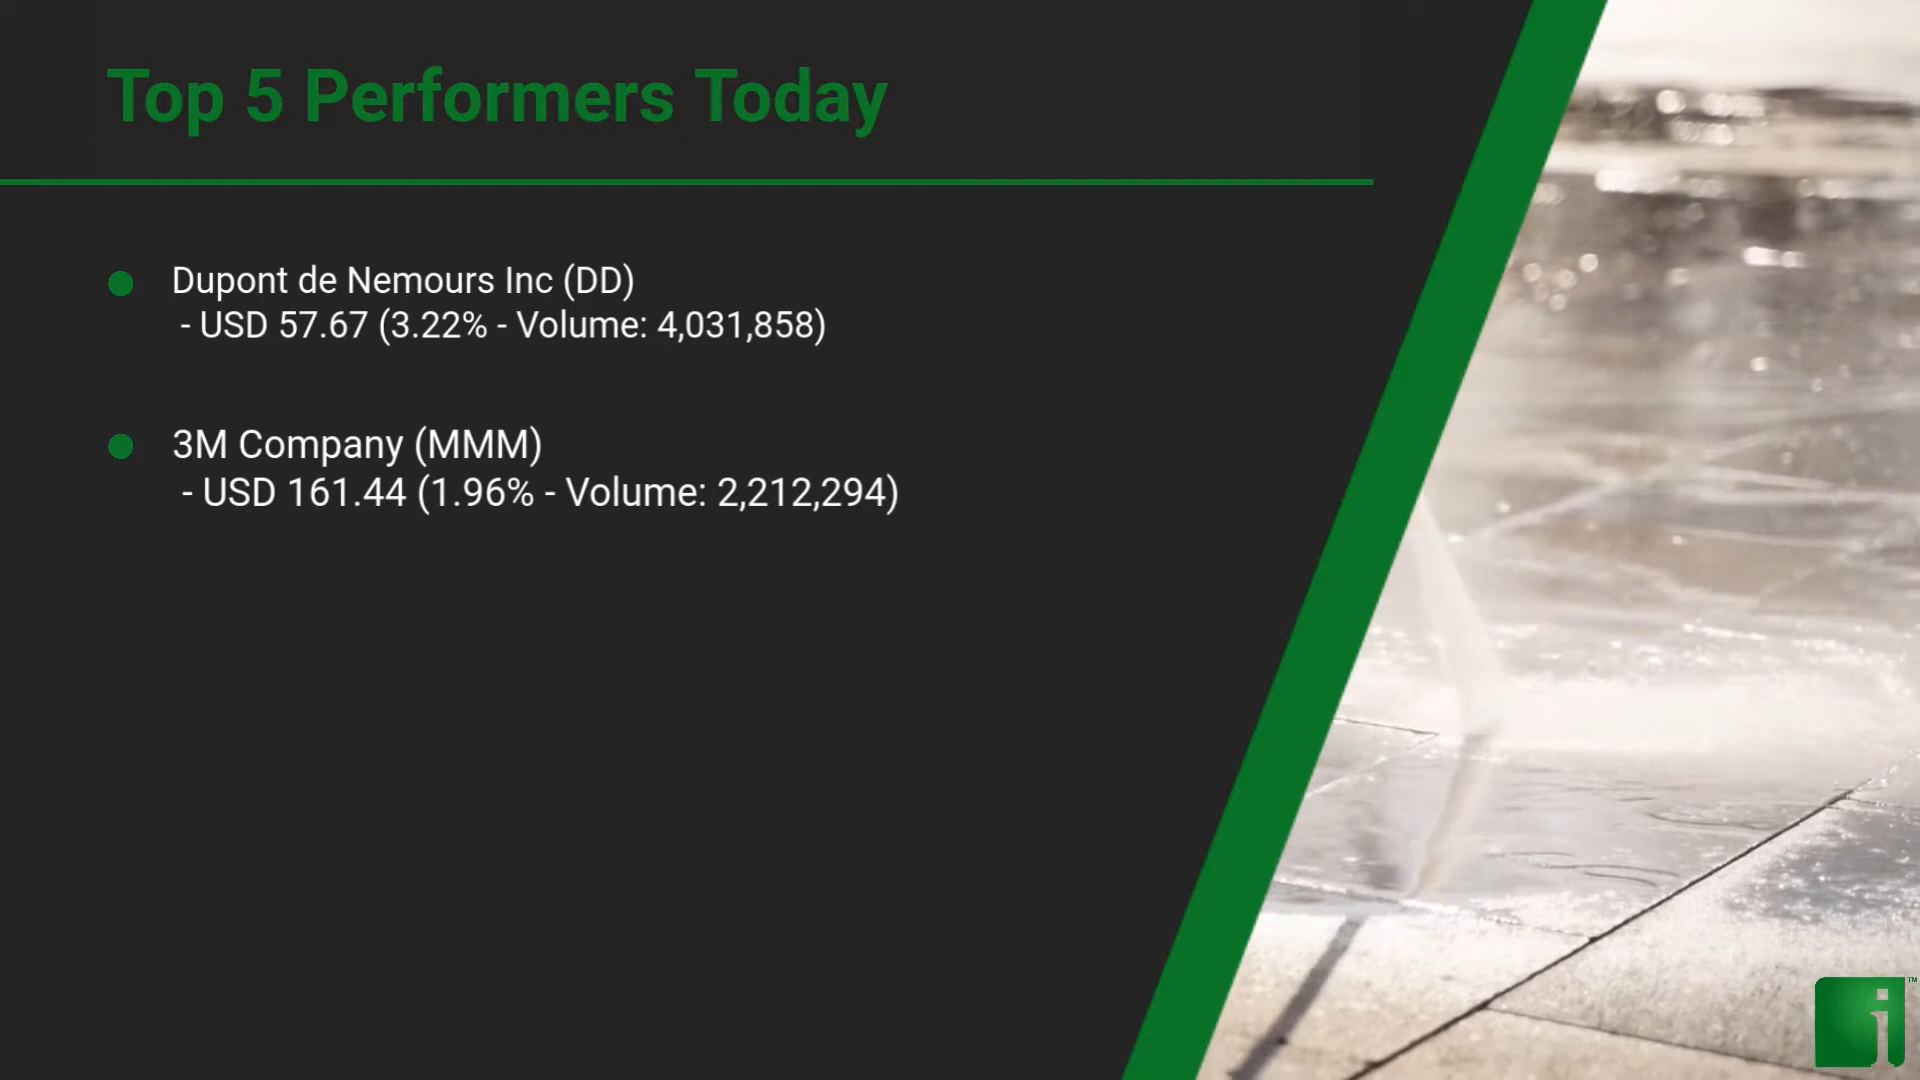 Top 5 Performers Today
Dupont de Nemours Inc (DD)
- USD 57.67 (3.22% - Volume: 4,031,858)
3M Company (MMM)
- USD 161.44 (1.96% - Volume: 2,212,294)
i
TM